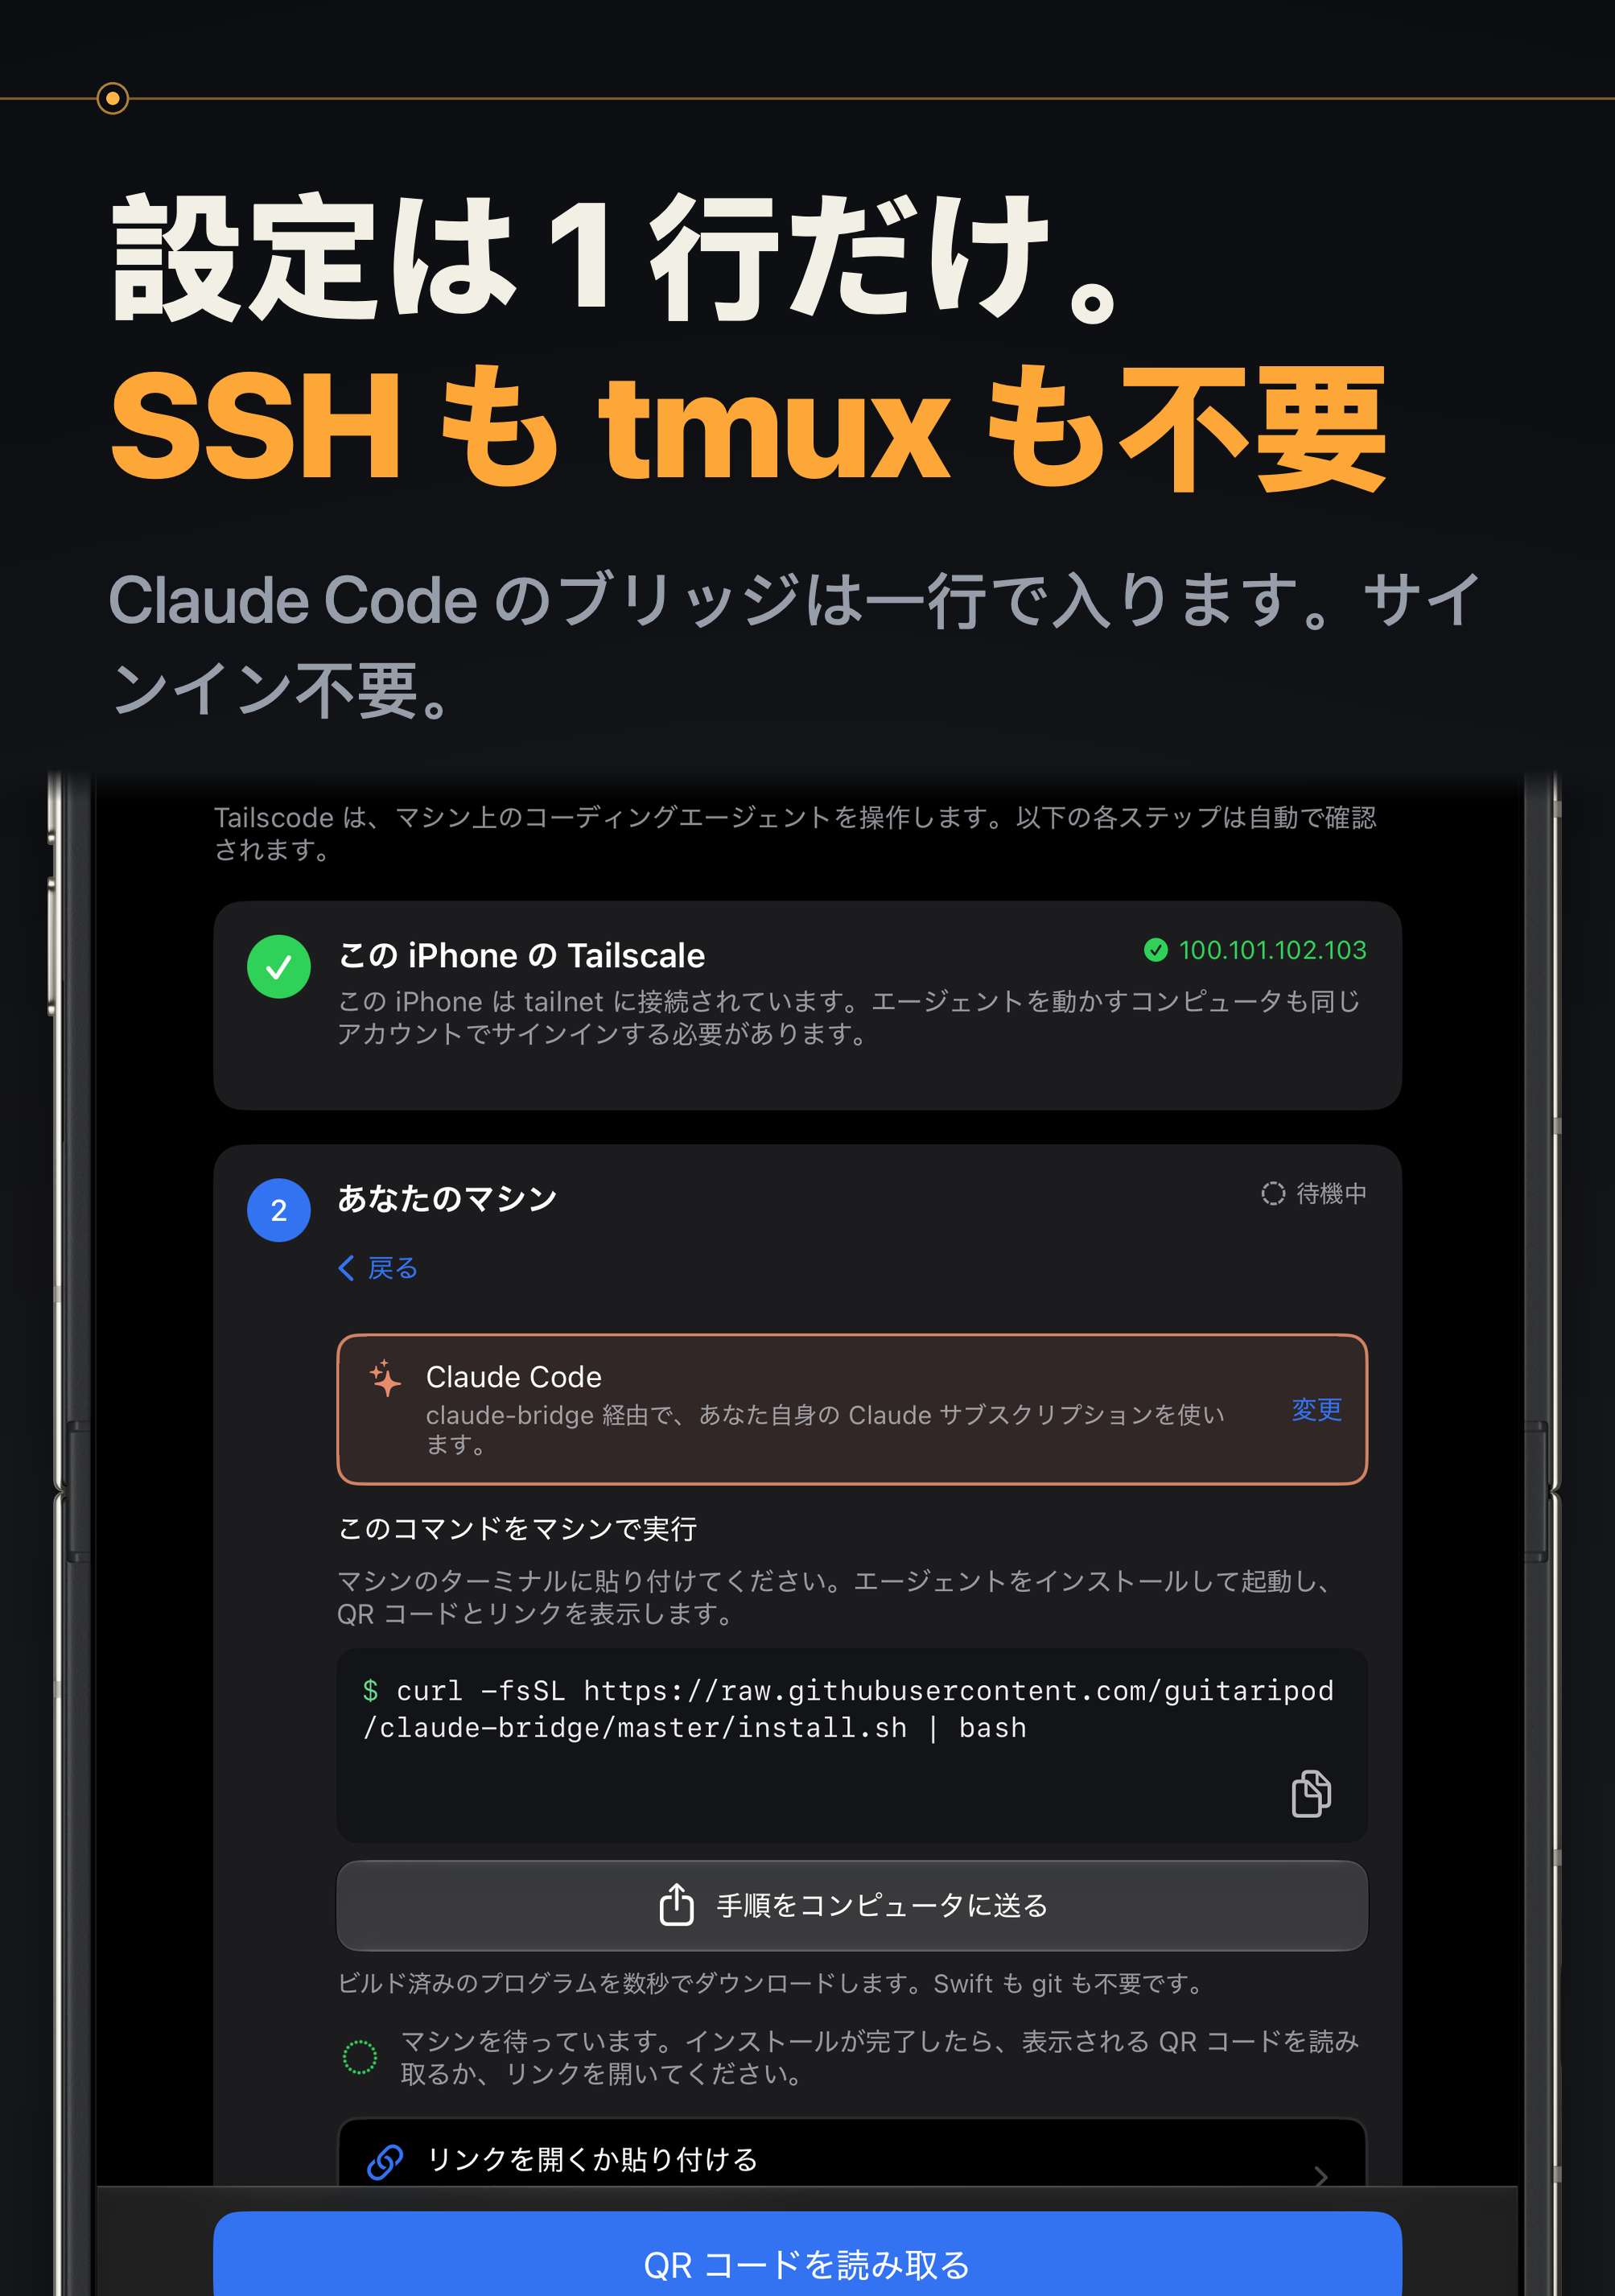 設定は1行だけ。
SSH も tmux も不要
Claude Code のブリッジは一行で入ります。サイ
ンイン不要。
Tailscode は、マシン上のコーディングエージェントを操作します。以下の各ステップは自動で確認
されます。
この iPhone の Tailscale
100.101.102.103
この iPhone は tailnet に接続されています。エージェントを動かすコンピュータも同じ
アカウントでサインインする必要があります。
2
あなたのマシン
待機中
戻る
Claude Code
claude-bridge 経由で、あなた自身の Claude サブスクリプションを使い
ます。
変更
このコマンドをマシンで実行
マシンのターミナルに貼り付けてください。エージェントをインストールして起動し、
QR コードとリンクを表示します。
$ curl -fsSL https://raw.githubusercontent.com/guitaripod
/claude-bridge/master/install.sh | bash
手順をコンピュータに送る
ビルド済みのプログラムを数秒でダウンロードします。Swift も git も不要です。
マシンを待っています。インストールが完了したら、表示される QR コードを読み
取るか、リンクを開いてください。
リンクを開くか貼り付ける
QR コードを読み取る